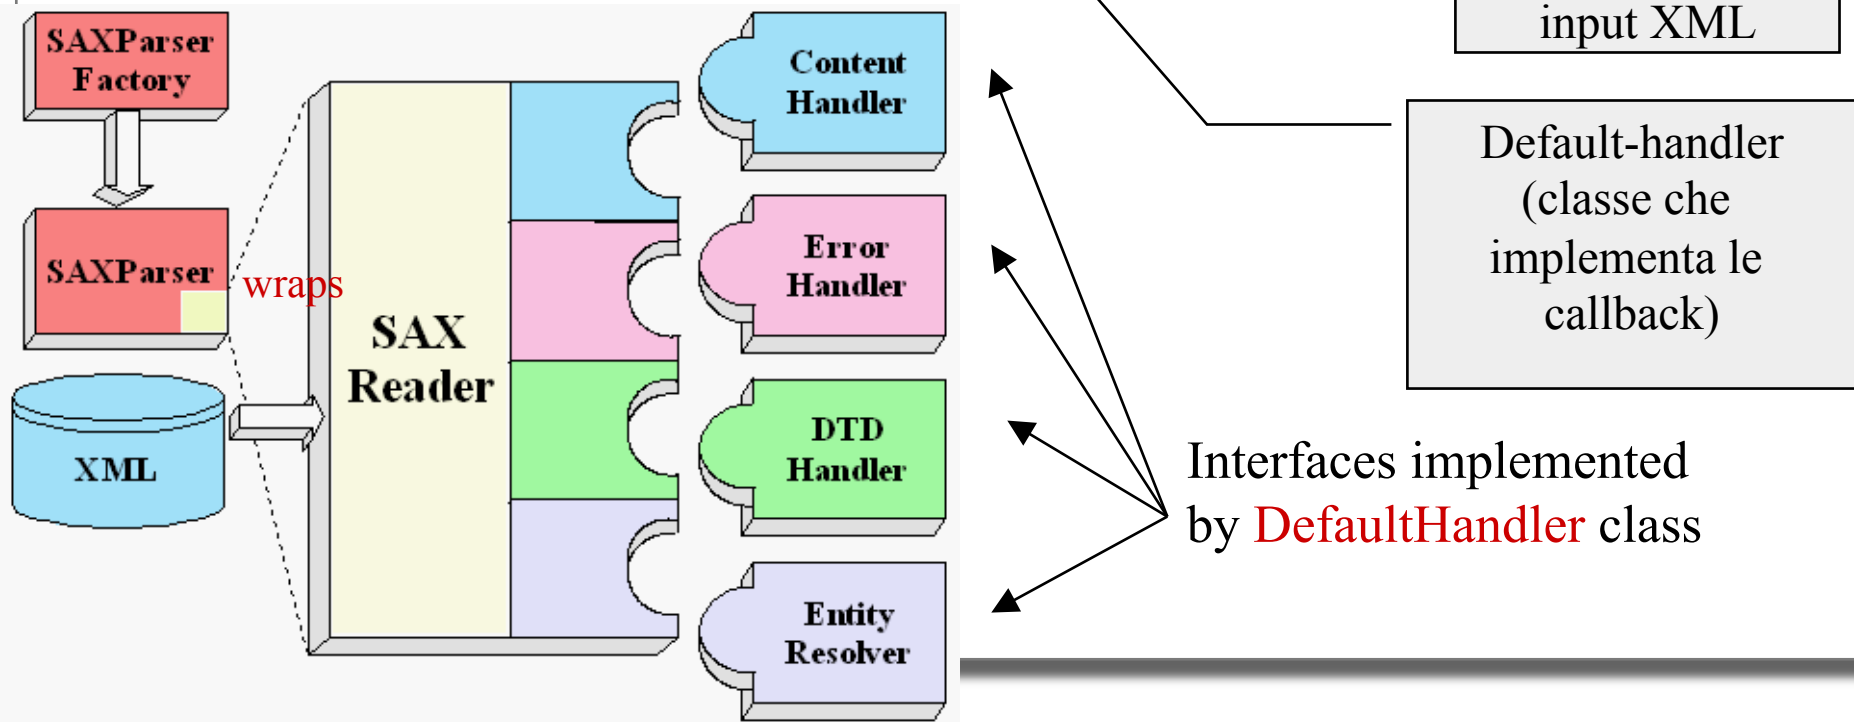 SAXParser
Factory
SAXParser
wraps
XML
SAX
Reader
Content
Handler
Error
Handler
DTD
Handler
Entity
Resolver
input XML
Default-handler
(classe che
implementa le
callback)
Interfaces implemented
by DefaultHandler class